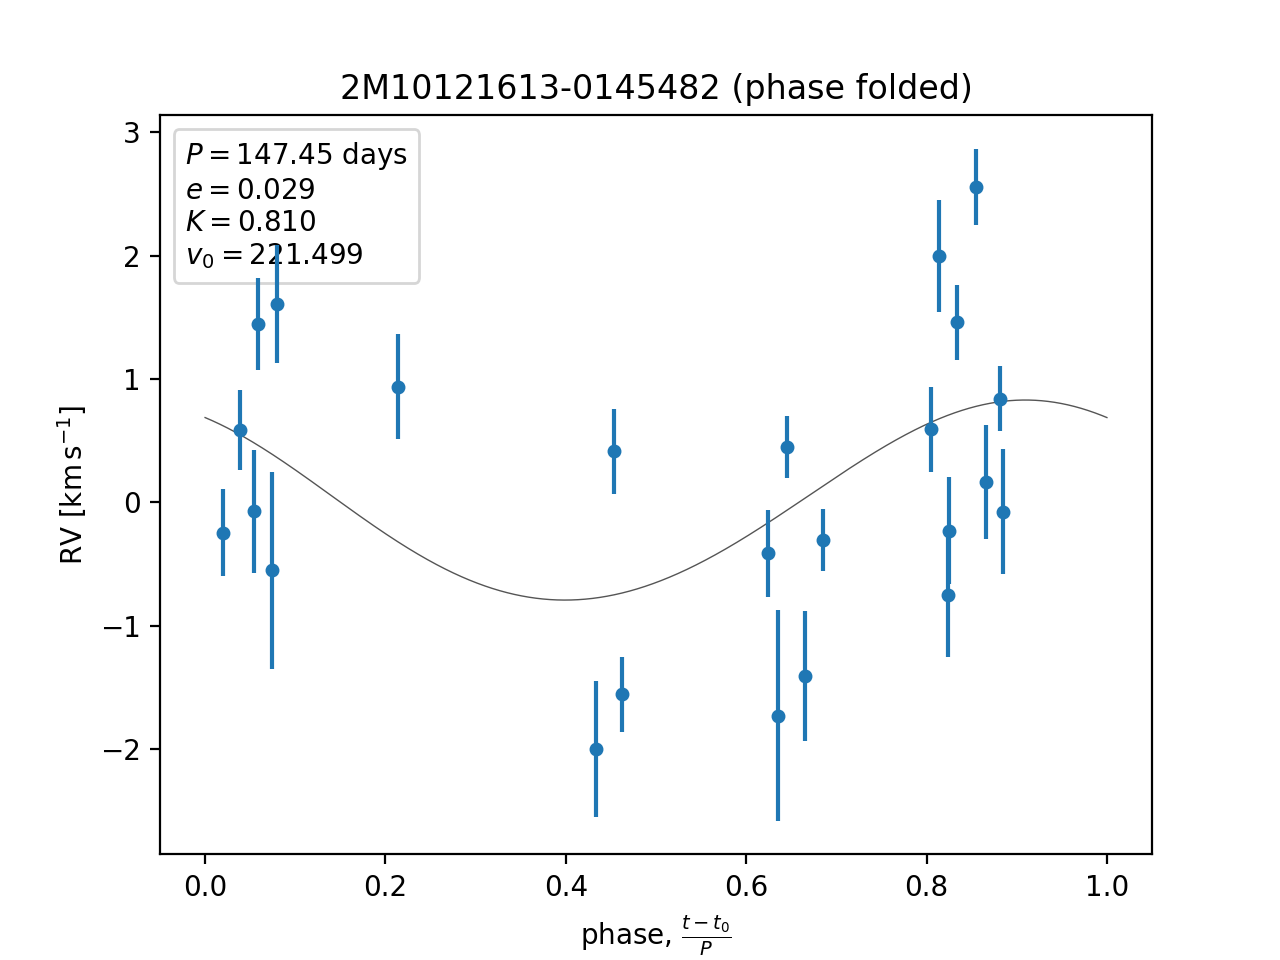 2M10121613-0145482 (phase folded)
P = 147.45 days
e = 0.029
K = 0.810
v₀ = 221.499
3
2
1
0
−1
−2
RV [km s⁻¹]
0.0 0.2 0.4 0.6 0.8 1.0
phase, (t − t₀)/P